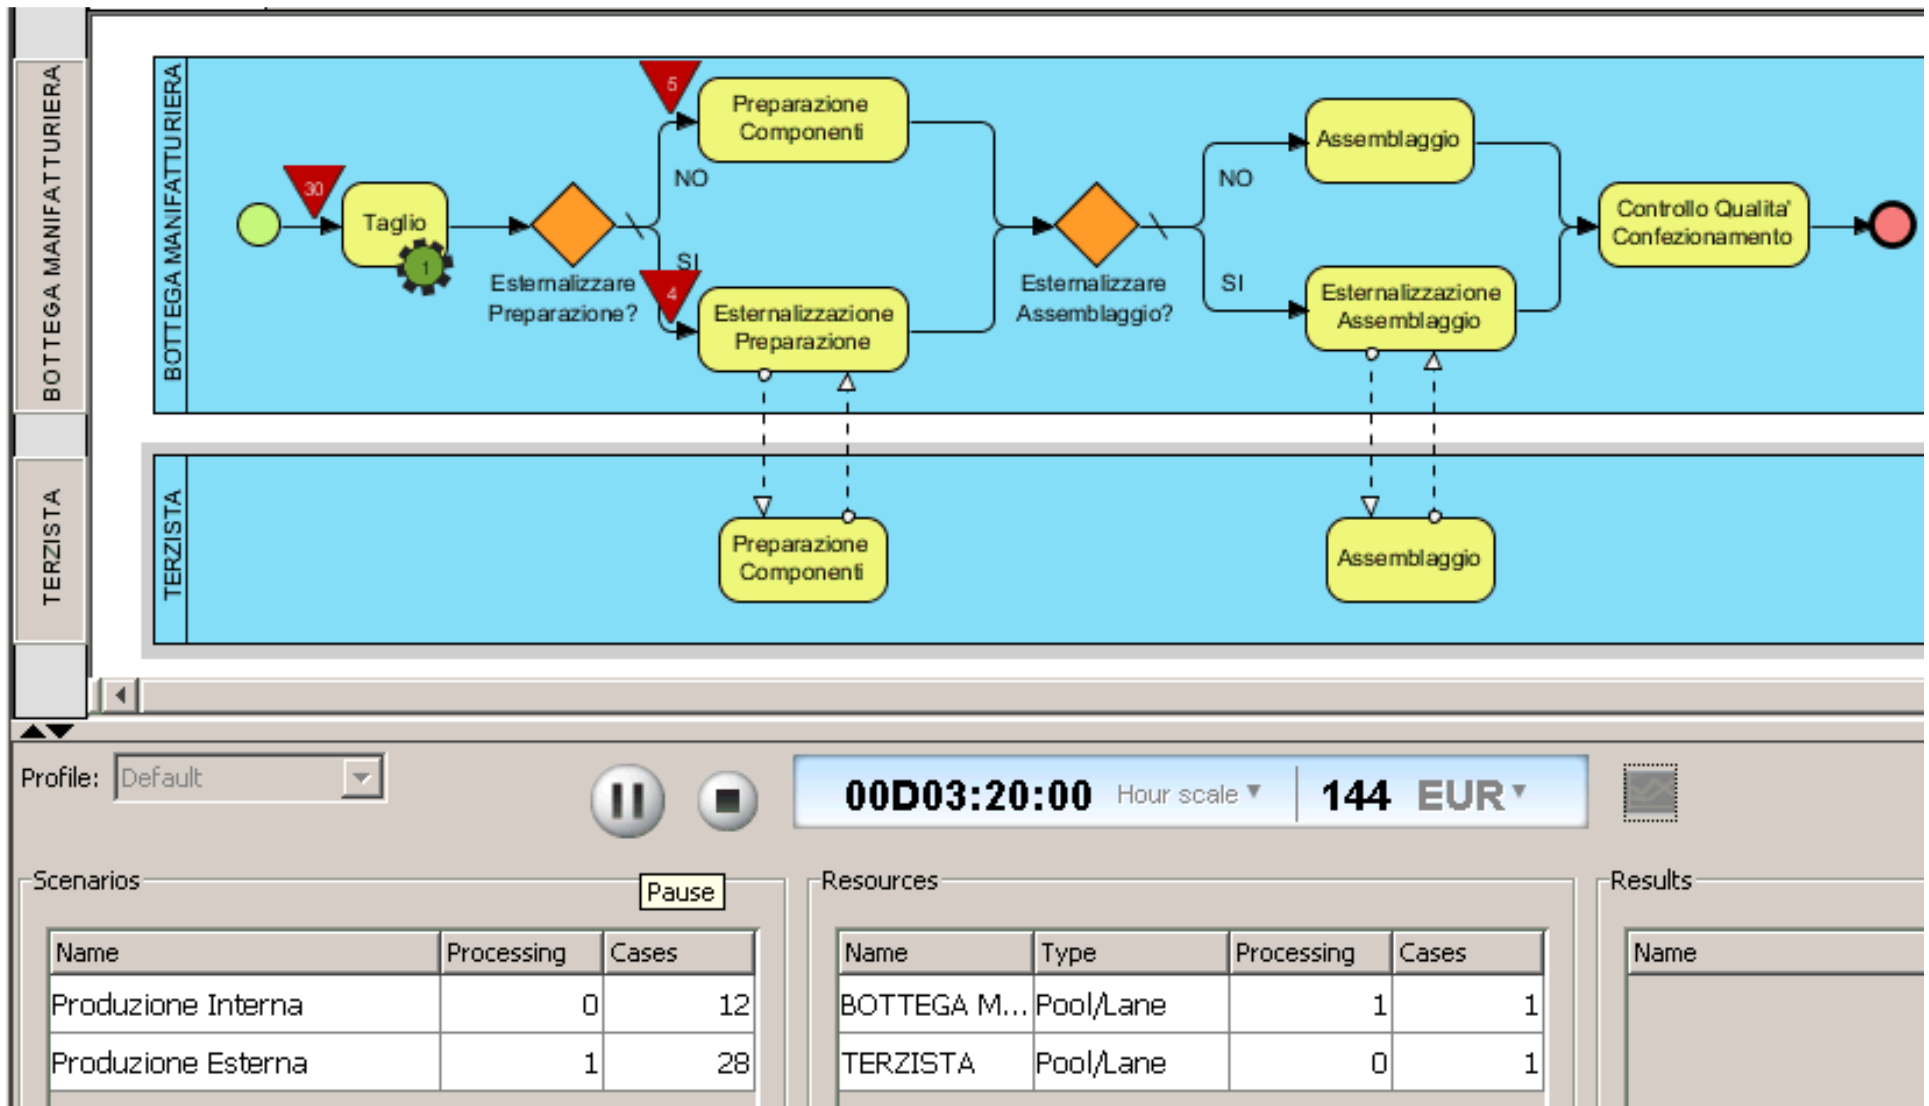 BOTTEGA MANIFATTURIERA
BOTTEGA MANIFATTURIERA
30
Taglio
1
Esternalizzare
Preparazione?
5
NO
Preparazione
Componenti
SI
4
Esternalizzazione
Preparazione
Esternalizzare
Assemblaggio?
NO
Assemblaggio
SI
Esternalizzazione
Assemblaggio
Controllo Qualita'
Confezionamento
TERZISTA
TERZISTA
Preparazione
Componenti
Assemblaggio
Profile: Default
00D03:20:00 Hour scale 144 EUR
Pause
Scenarios
Name Processing Cases
Produzione Interna 0 12
Produzione Esterna 1 28
Resources
Name Type Processing Cases
BOTTEGA M... Pool/Lane 1 1
TERZISTA Pool/Lane 0 1
Results
Name